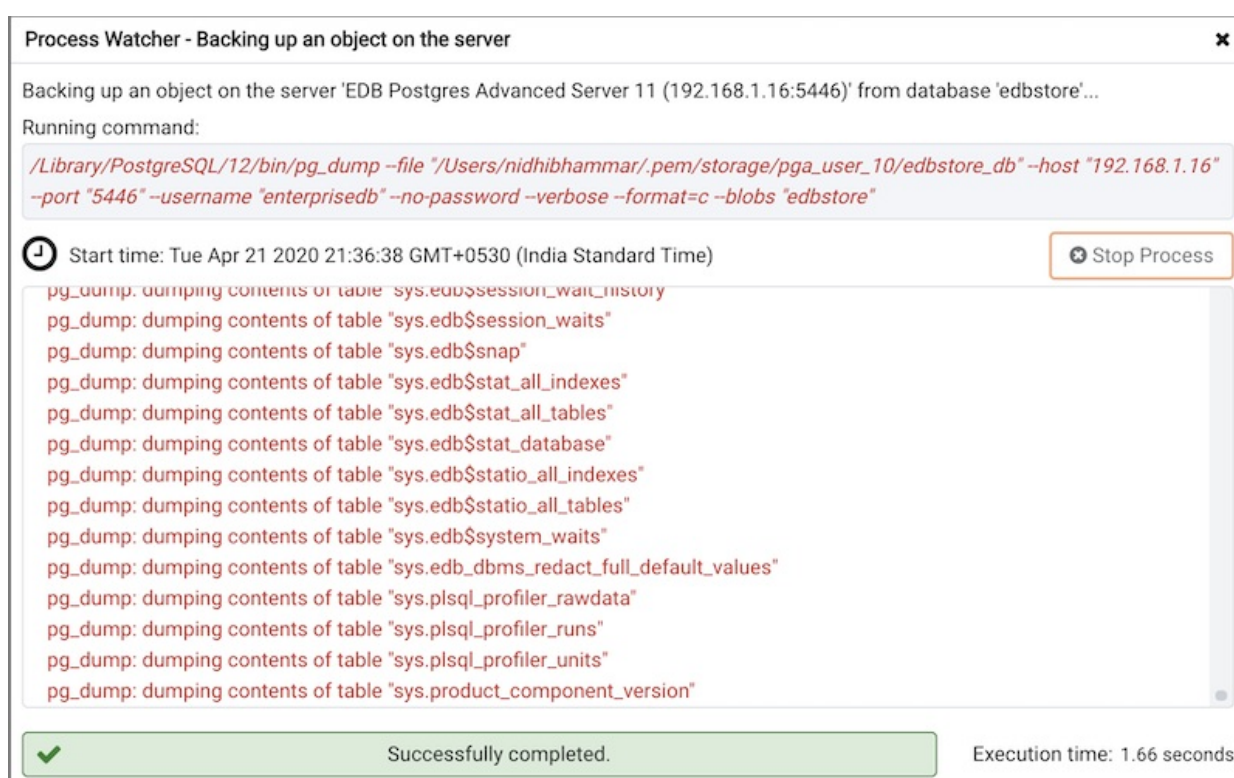 Process Watcher - Backing up an object on the server
Backing up an object on the server 'EDB Postgres Advanced Server 11 (192.168.1.16:5446)' from database 'edbstore'...
Running command:
/Library/PostgreSQL/12/bin/pg_dump --file "/Users/nidhibhammar/.pem/storage/pga_user_10/edbstore_db" --host "192.168.1.16"
--port "5446" --username "enterprisedb" --no-password --verbose --format=c --blobs "edbstore"
Start time: Tue Apr 21 2020 21:36:38 GMT+0530 (India Standard Time)
Stop Process
pg_dump: dumping contents of table "sys.edb$session_wait_history"
pg_dump: dumping contents of table "sys.edb$session_waits"
pg_dump: dumping contents of table "sys.edb$snap"
pg_dump: dumping contents of table "sys.edb$stat_all_indexes"
pg_dump: dumping contents of table "sys.edb$stat_all_tables"
pg_dump: dumping contents of table "sys.edb$stat_database"
pg_dump: dumping contents of table "sys.edb$statio_all_indexes"
pg_dump: dumping contents of table "sys.edb$statio_all_tables"
pg_dump: dumping contents of table "sys.edb$system_waits"
pg_dump: dumping contents of table "sys.edb_dbms_redact_full_default_values"
pg_dump: dumping contents of table "sys.plsql_profiler_rawdata"
pg_dump: dumping contents of table "sys.plsql_profiler_runs"
pg_dump: dumping contents of table "sys.plsql_profiler_units"
pg_dump: dumping contents of table "sys.product_component_version"
Successfully completed.
Execution time: 1.66 seconds